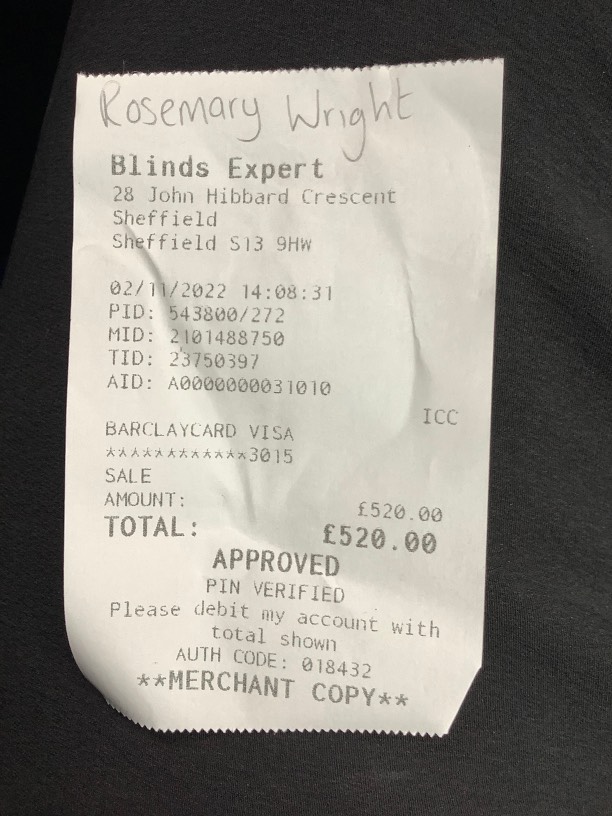 Rosemary Wright
Blinds Expert
28 John Hibbard Crescent
Sheffield
Sheffield S13 9HW
02/11/2022 14:08:31
PID: 543800/272
MID: 2101488750
TID: 23750397
AID: A0000000031010
ICC
BARCLAYCARD VISA
************3015
SALE
AMOUNT: £520.00
TOTAL: £520.00
APPROVED
PIN VERIFIED
Please debit my account with
total shown
AUTH CODE: 018432
**MERCHANT COPY**